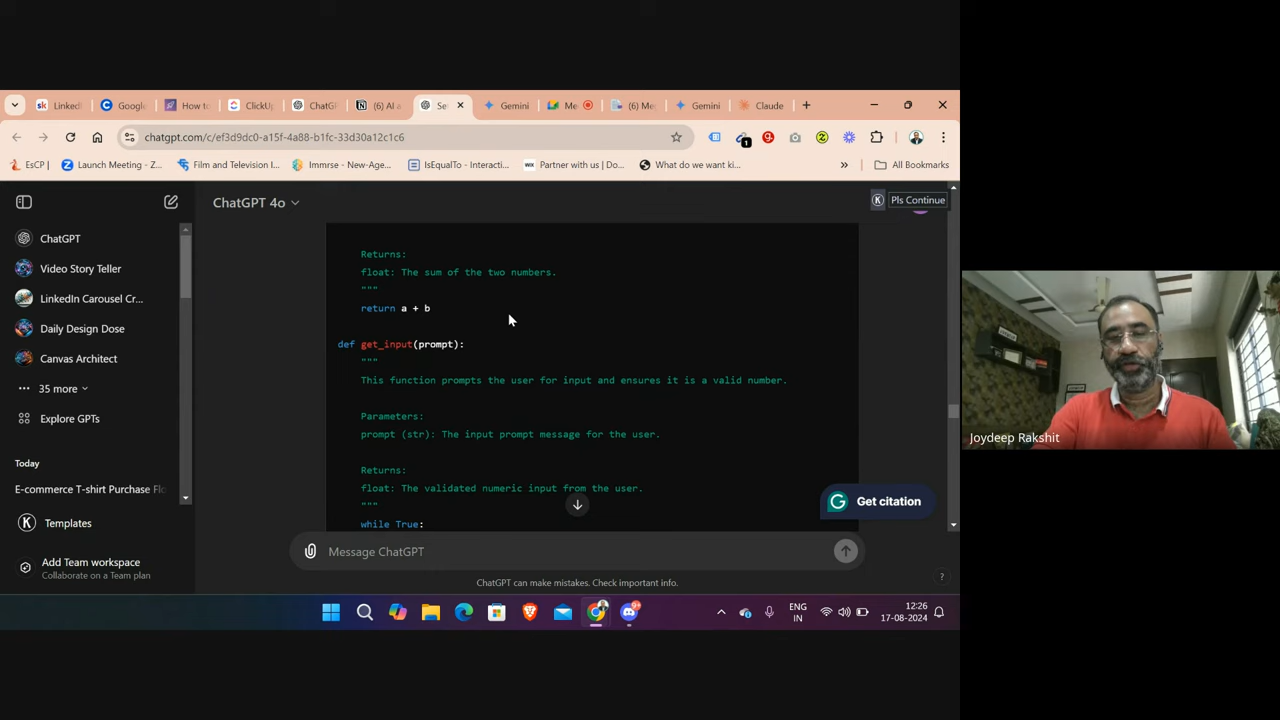 Linked
Google
How to
ClickUp
ChatGP
(6) AI a
Se
Gemini
Me
(6) Me
Gemini
Claude
chatgpt.com/c/ef3d9dc0-a15f-4a88-b1fc-33d30a12c1c6
1
EsCP |
Launch Meeting - Z...
Film and Television I...
Immrse - New-Age...
IsEqualTo - Interacti...
WIX Partner with us | Do...
What do we want ki...
»
All Bookmarks
ChatGPT 4o
K Pls Continue
ChatGPT
Video Story Teller
LinkedIn Carousel Cr...
Daily Design Dose
Canvas Architect
... 35 more
Explore GPTs
Today
E-commerce T-shirt Purchase Flo
K Templates
Add Team workspace
Collaborate on a Team plan
Returns:
float: The sum of the two numbers.
"""
return a + b
def get_input(prompt):
"""
This function prompts the user for input and ensures it is a valid number.
Parameters:
prompt (str): The input prompt message for the user.
Returns:
float: The validated numeric input from the user.
"""
while True:
Get citation
Message ChatGPT
ChatGPT can make mistakes. Check important info.
?
ENG
IN
12:26
17-08-2024
Joydeep Rakshit